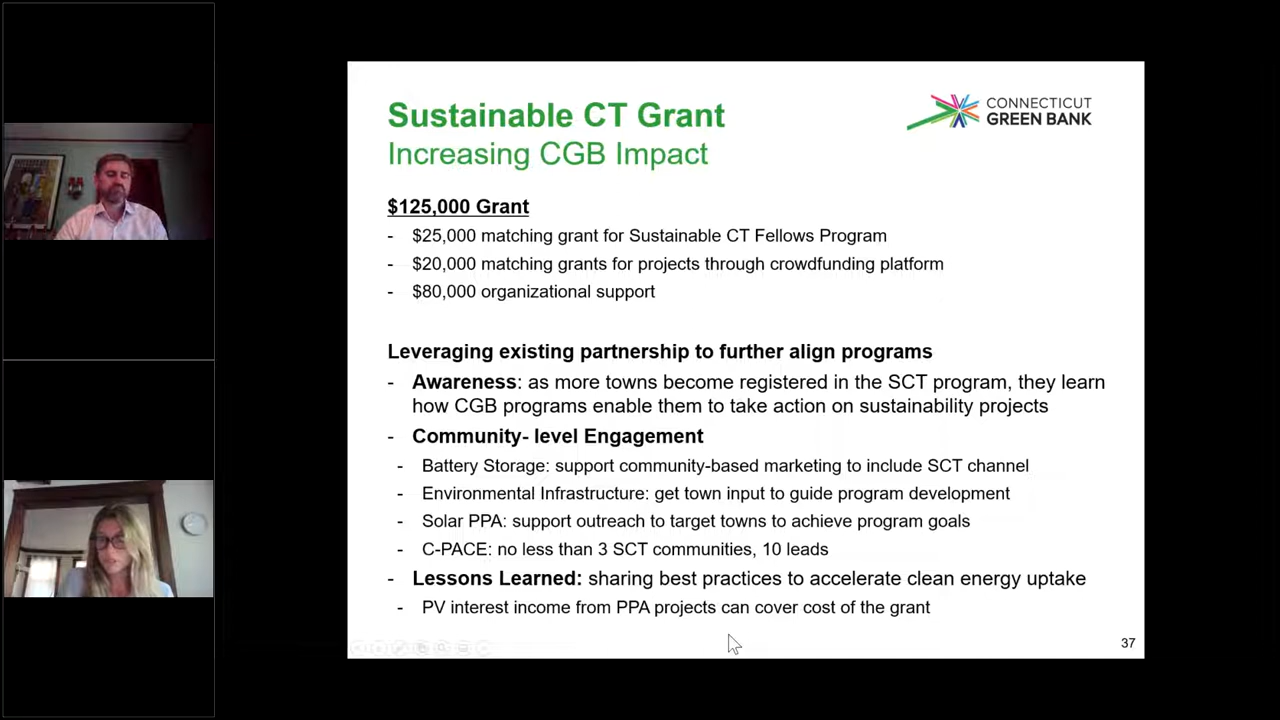 Sustainable CT Grant
Increasing CGB Impact
CONNECTICUT
GREEN BANK
$125,000 Grant
- $25,000 matching grant for Sustainable CT Fellows Program
- $20,000 matching grants for projects through crowdfunding platform
- $80,000 organizational support
Leveraging existing partnership to further align programs
- Awareness: as more towns become registered in the SCT program, they learn
how CGB programs enable them to take action on sustainability projects
- Community- level Engagement
- Battery Storage: support community-based marketing to include SCT channel
- Environmental Infrastructure: get town input to guide program development
- Solar PPA: support outreach to target towns to achieve program goals
- C-PACE: no less than 3 SCT communities, 10 leads
- Lessons Learned: sharing best practices to accelerate clean energy uptake
- PV interest income from PPA projects can cover cost of the grant
37